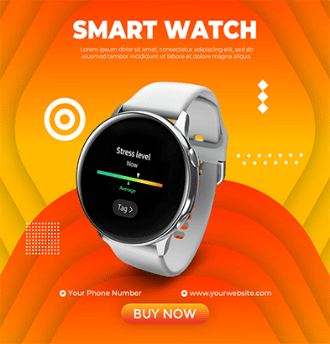 SMART WATCH
Lorem ipsum dolor sit amet, consectetur adipiscing elit. Sed do
eiusmod tempor incididunt ut labore et dolore magna aliqua.
Stress level
Now
Average
Tag >
Your Phone Number
www.yourwebsite.com
BUY NOW